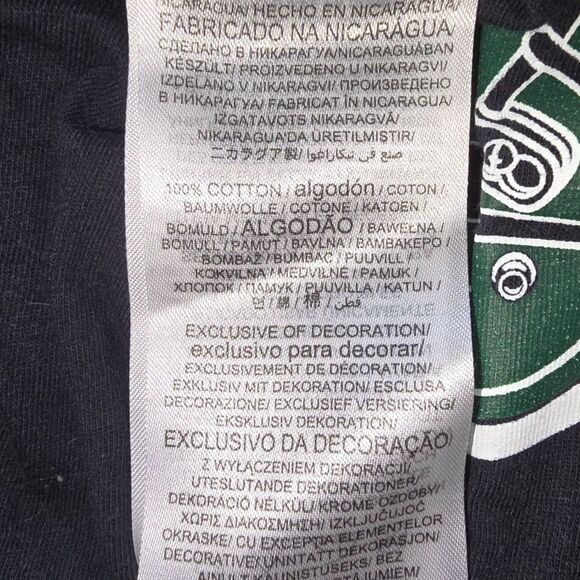 NICARAGUA/ HECHO EN NICARAGUA/
FABRICADO NA NICARÁGUA
СДЕЛАНО В НИКАРАГУА/NICARAGUÁBAN
KÉSZÜLT/ PROIZVEDENO U NIKARAGVI/
IZDELANO V NIKARAGVI/ ПРОИЗВЕДЕНО
В НИКАРАГУА/ FABRICAT ÎN NICARAGUA/
IZGATAVOTS NIKARAGVĀ/
NIKARAGUA'DA ÜRETILMIŞTIR/
ニカラグア製/ صنع في نيكاراغوا/
100% COTTON / algodón / COTON /
BAUMWOLLE / COTONE / KATOEN /
BOMULD / ALGODÃO / BAWEŁNA /
BOMULL / PAMUT / BAVLNA / BAMBAKEPO /
BOMBAŽ / BUMBAC / PUUVILL /
KOKVILNA / MEDVILNĖ / PAMUK /
ХЛОПОК / ПАМУК / PUUVILLA / KATUN /
면 / 綿 / 棉 / قطن /
EXCLUSIVE OF DECORATION/
exclusivo para decorar/
EXCLUSIVEMENT DE DÉCORATION/
EXKLUSIV MIT DEKORATION/ ESCLUSA
DECORAZIONE/ EXCLUSIEF VERSIERING/
EKSKLUSIV DEKORATION/
EXCLUSIVO DA DECORAÇÃO/
Z WYŁĄCZENIEM DEKORACJI/
UTESLUTANDE DEKORATIONER/
DEKORÁCIÓ NÉLKÜL/ KROMĚ OZDOBY/
ΧΩΡΙΣ ΔΙΑΚΟΣΜΗΣΗ/ IZKLJUČUJOČ
OKRASKE/ CU EXCEPȚIA ELEMENTELOR
DECORATIVE/ UNNTATT DEKORASJON/
AINULT KAUNISTUSEKS/ BEZ